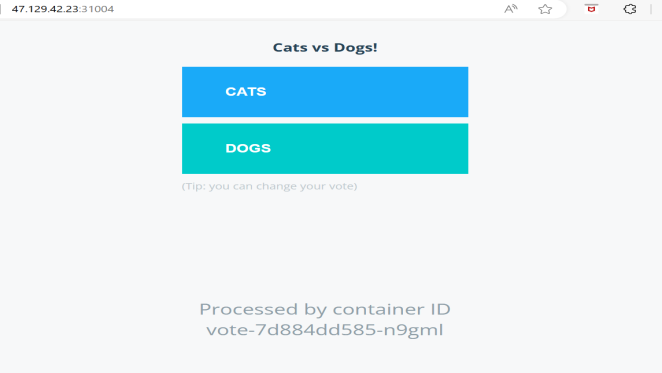 47.129.42.23:31004
Cats vs Dogs!
CATS
DOGS
(Tip: you can change your vote)
Processed by container ID
vote-7d884dd585-n9gml